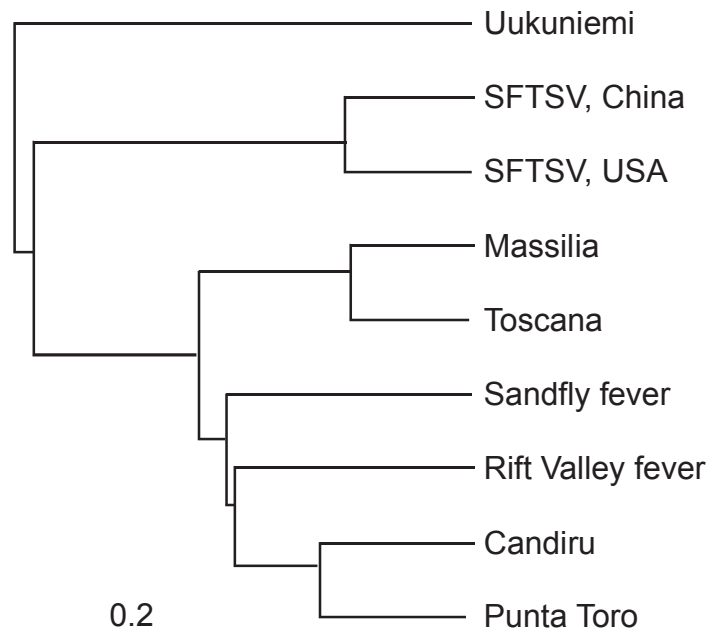 Uukuniemi
SFTSV, China
SFTSV, USA
Massilia
Toscana
Sandfly fever
Rift Valley fever
Candiru
Punta Toro
0.2